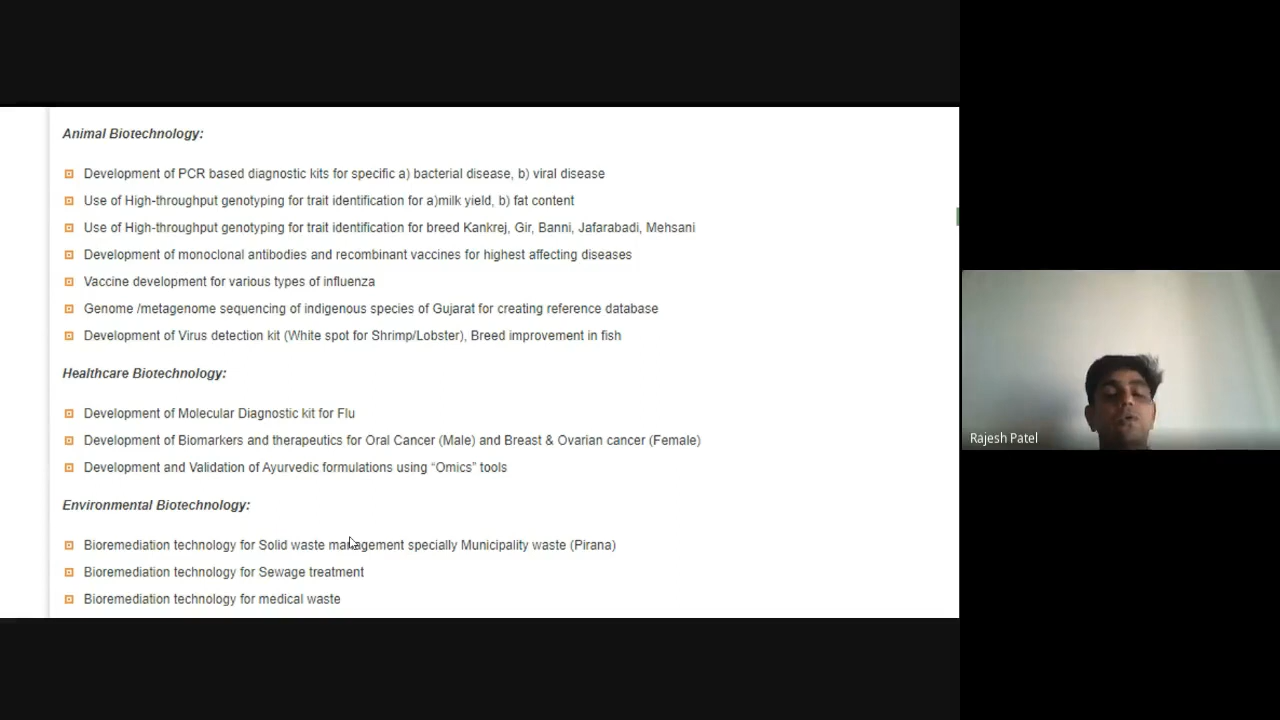 Animal Biotechnology:
Development of PCR based diagnostic kits for specific a) bacterial disease, b) viral disease
Use of High-throughput genotyping for trait identification for a)milk yield, b) fat content
Use of High-throughput genotyping for trait identification for breed Kankrej, Gir, Banni, Jafarabadi, Mehsani
Development of monoclonal antibodies and recombinant vaccines for highest affecting diseases
Vaccine development for various types of influenza
Genome /metagenome sequencing of indigenous species of Gujarat for creating reference database
Development of Virus detection kit (White spot for Shrimp/Lobster), Breed improvement in fish
Healthcare Biotechnology:
Development of Molecular Diagnostic kit for Flu
Development of Biomarkers and therapeutics for Oral Cancer (Male) and Breast & Ovarian cancer (Female)
Development and Validation of Ayurvedic formulations using “Omics” tools
Environmental Biotechnology:
Bioremediation technology for Solid waste management specially Municipality waste (Pirana)
Bioremediation technology for Sewage treatment
Bioremediation technology for medical waste
Rajesh Patel